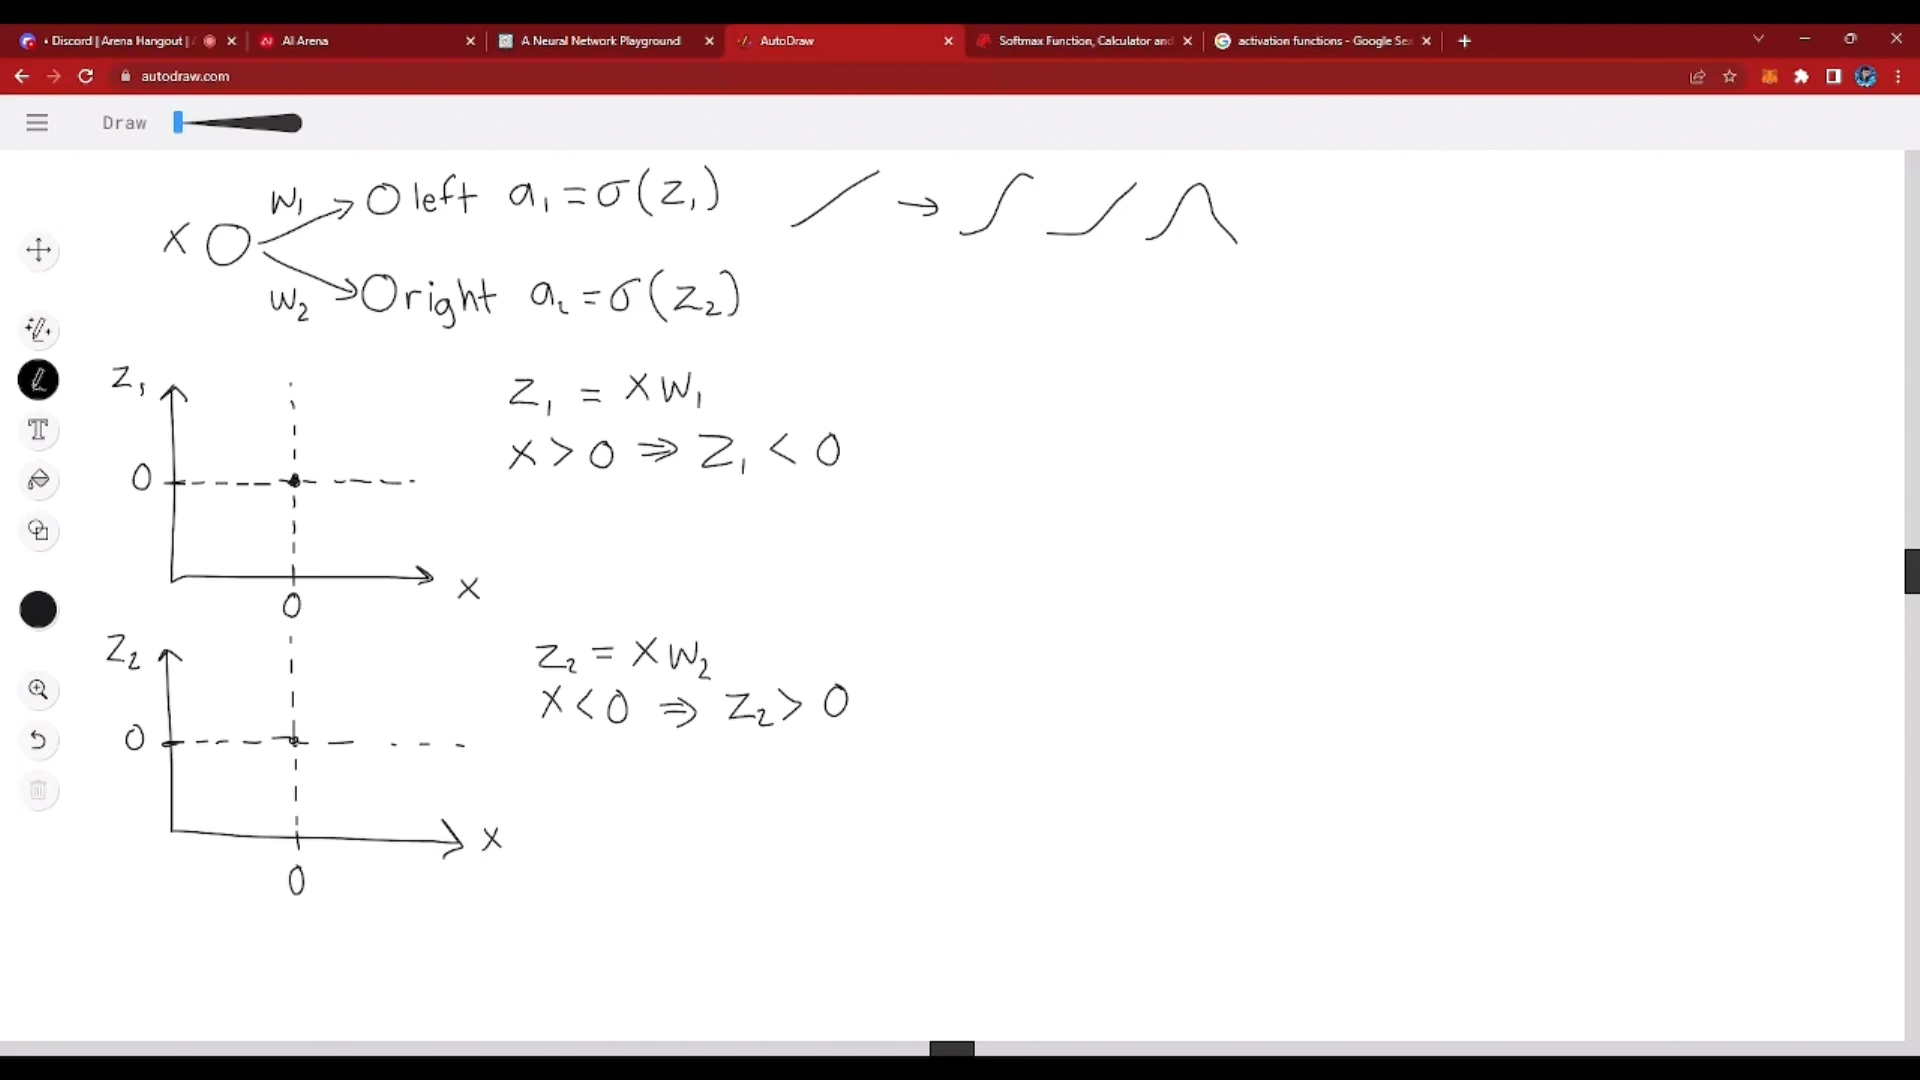 • Discord | Arena Hangout |
AI Arena
A Neural Network Playground
AutoDraw
Softmax Function, Calculator and
activation functions - Google Se
autodraw.com
Draw
w₁
left a₁ = σ(z₁)
x
w₂
right a₂ = σ(z₂)
z₁
z₁ = xw₁
x > 0 ⇒ z₁ < 0
0
x
0
z₂
z₂ = xw₂
x < 0 ⇒ z₂ > 0
0
x
0